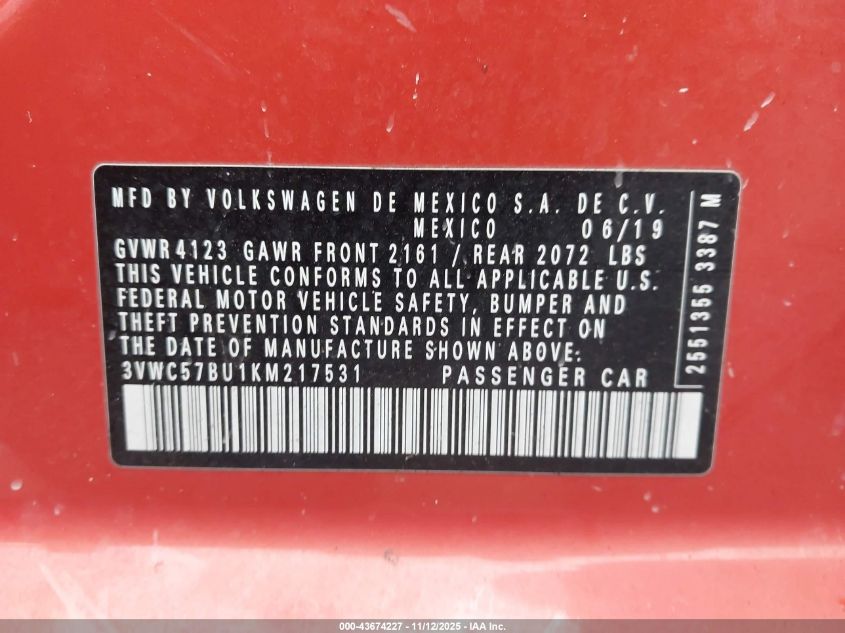 MFD BY VOLKSWAGEN DE MEXICO S.A. DE C.V.
MEXICO 06/19
GVWR 4123 GAWR FRONT 2161 / REAR 2072 LBS
THIS VEHICLE CONFORMS TO ALL APPLICABLE U.S.
FEDERAL MOTOR VEHICLE SAFETY, BUMPER AND
THEFT PREVENTION STANDARDS IN EFFECT ON
THE DATE OF MANUFACTURE SHOWN ABOVE:
3VWC57BU1KM217531 PASSENGER CAR
2551355 3387 M
000-43674227 - 11/12/2025 - IAA Inc.